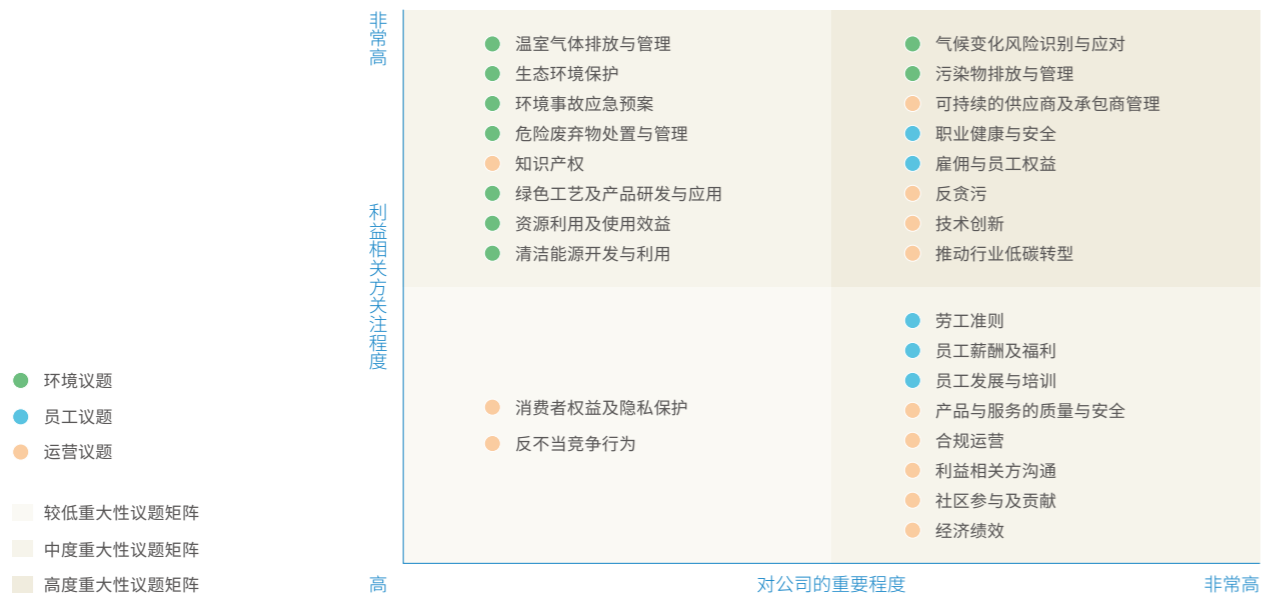 非常高
利益相关方关注程度
温室气体排放与管理
生态环境保护
环境事故应急预案
危险废弃物处置与管理
知识产权
绿色工艺及产品研发与应用
资源利用及使用效益
清洁能源开发与利用
气候变化风险识别与应对
污染物排放与管理
可持续的供应商及承包商管理
职业健康与安全
雇佣与员工权益
反贪污
技术创新
推动行业低碳转型
消费者权益及隐私保护
反不当竞争行为
劳工准则
员工薪酬及福利
员工发展与培训
产品与服务的质量与安全
合规运营
利益相关方沟通
社区参与及贡献
经济绩效
环境议题
员工议题
运营议题
较低重大性议题矩阵
中度重大性议题矩阵
高度重大性议题矩阵
高
对公司的重要程度
非常高